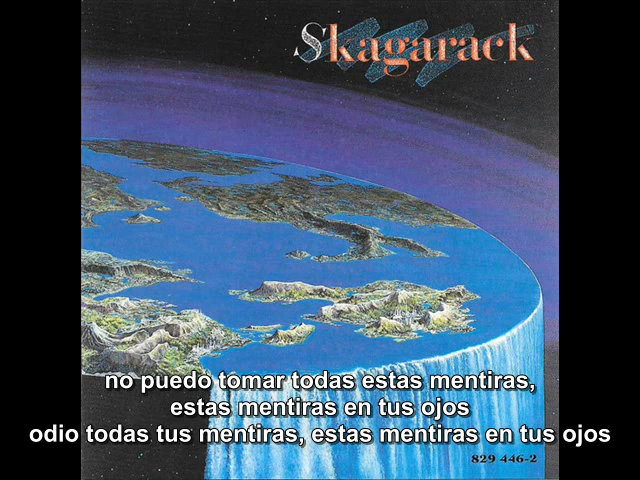 Skagarack
no puedo tomar todas estas mentiras,
estas mentiras en tus ojos
odio todas tus mentiras, estas mentiras en tus ojos
829 446-2